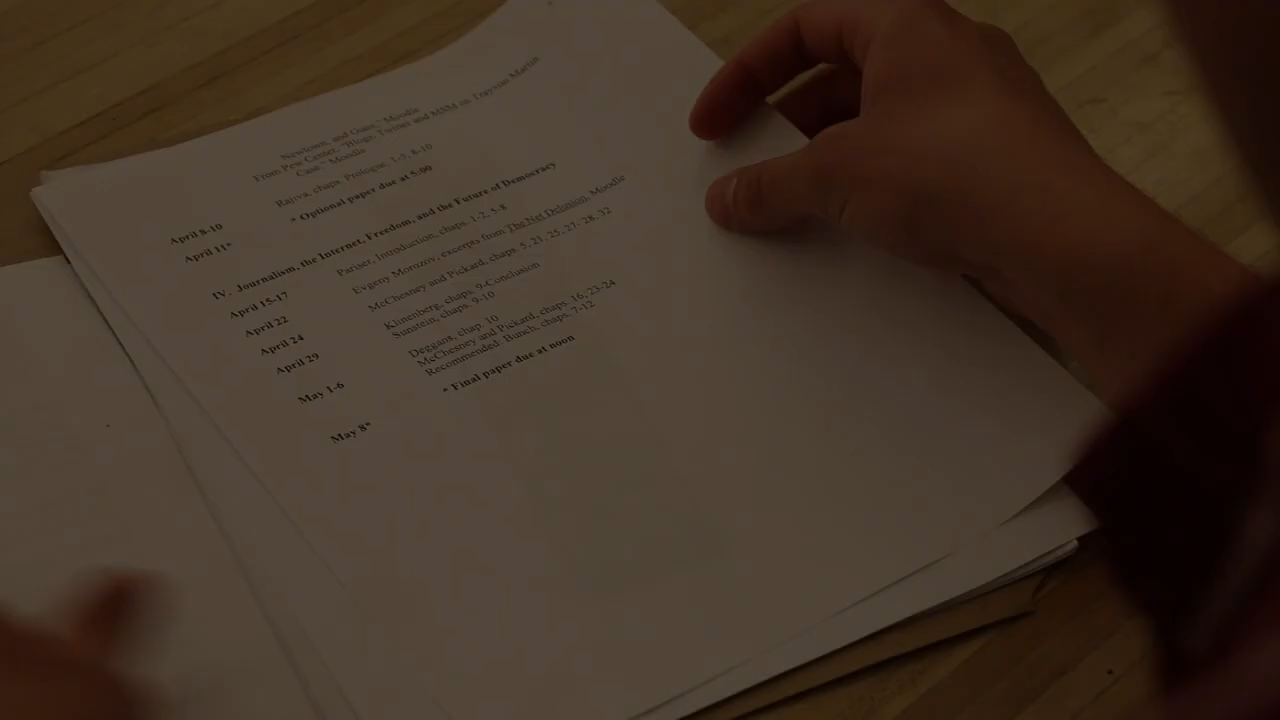 Newtown, and Guns," Moodle
From Pew Center, "Blogs, Twitter and MSM on Trayvon Martin
Case," Moodle
April 8-10 Rajiva, chaps. Prologue, 1-3, 8-10
April 11* * Optional paper due at 5:00
IV. Journalism, the Internet, Freedom, and the Future of Democracy
April 15-17 Pariser, Introduction, chaps. 1-2, 5-8
April 22 Evgeny Morozov, excerpts from The Net Delusion, Moodle
April 24 McChesney and Pickard, chaps. 5, 21, 25, 27- 28, 32
April 29 Klinenberg, chaps. 9-Conclusion
Sunstein, chaps. 9-10
May 1-6 Deggans, chap. 10
McChesney and Pickard, chaps. 16, 23-24
Recommended: Bunch, chaps. 7-12
May 8* * Final paper due at noon